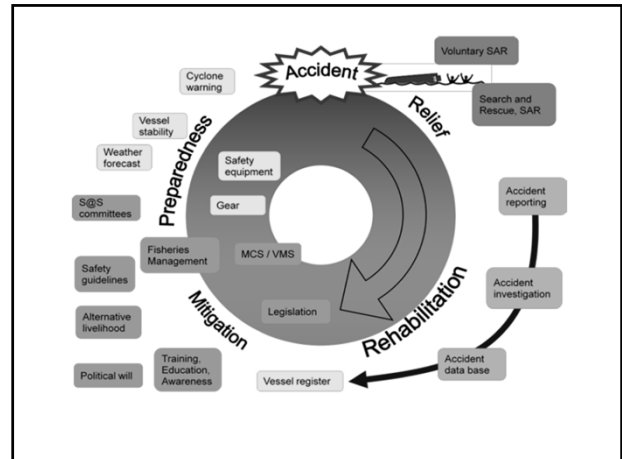 Accident
Voluntary SAR
Search and
Rescue, SAR
Relief
Cyclone
warning
Vessel
stability
Weather
forecast
Preparedness
Safety
equipment
Gear
S@S
committees
Fisheries
Management
MCS / VMS
Safety
guidelines
Mitigation
Legislation
Alternative
livelihood
Political will
Training,
Education,
Awareness
Vessel register
Rehabilitation
Accident
reporting
Accident
investigation
Accident
data base